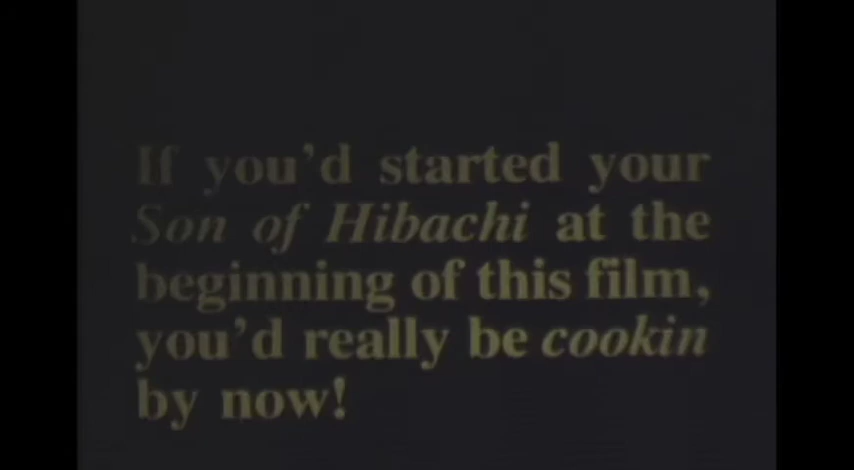 If you'd started your
Son of Hibachi at the
beginning of this film,
you'd really be cookin
by now!